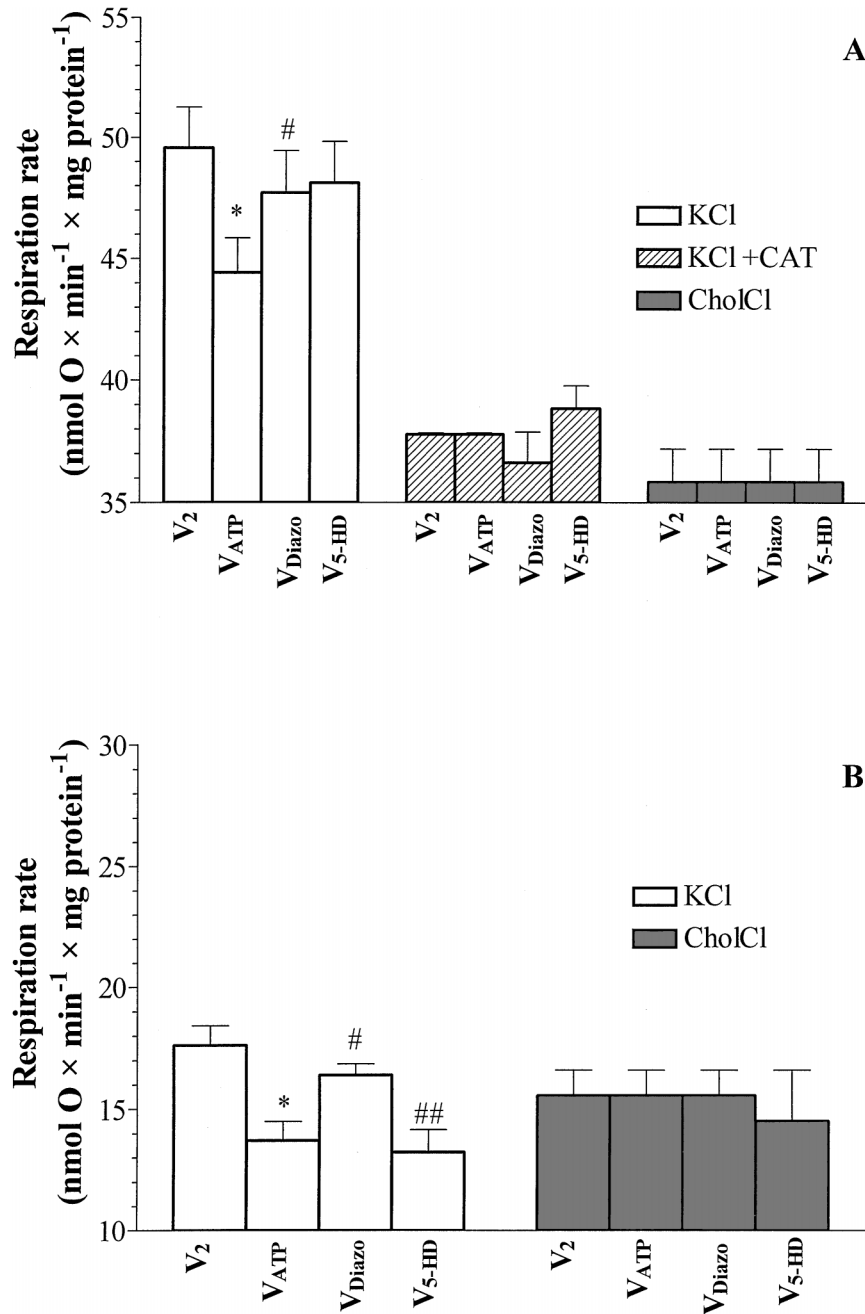 A
Respiration rate
(nmol O × min⁻¹ × mg protein⁻¹)
55
50
45
40
35
*
#
KCl
KCl +CAT
CholCl
V₂
V_ATP
V_Diazo
V_5-HD
V₂
V_ATP
V_Diazo
V_5-HD
V₂
V_ATP
V_Diazo
V_5-HD
B
Respiration rate
(nmol O × min⁻¹ × mg protein⁻¹)
30
25
20
15
10
*
#
##
KCl
CholCl
V₂
V_ATP
V_Diazo
V_5-HD
V₂
V_ATP
V_Diazo
V_5-HD